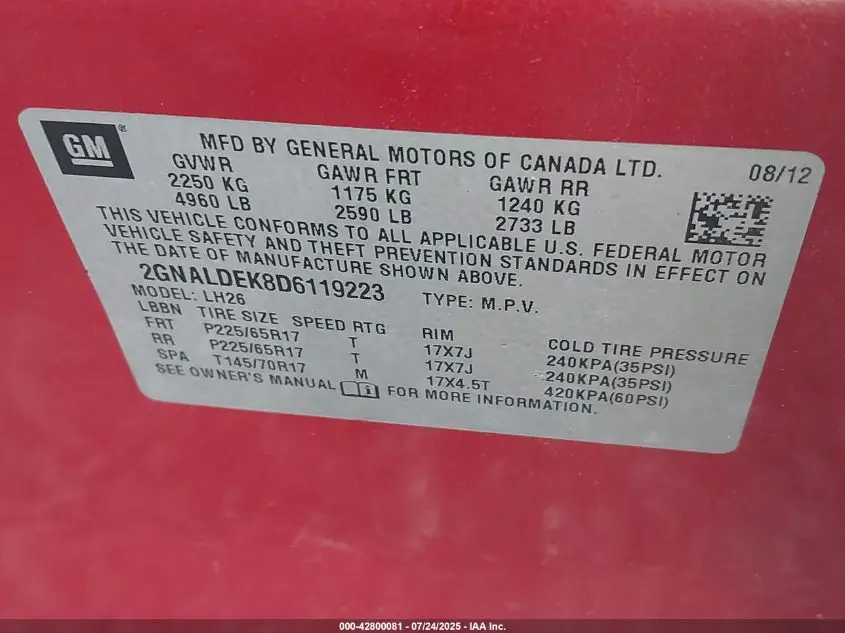 GM®
MFD BY GENERAL MOTORS OF CANADA LTD. 08/12
GVWR GAWR FRT GAWR RR
2250 KG 1175 KG 1240 KG
4960 LB 2590 LB 2733 LB
THIS VEHICLE CONFORMS TO ALL APPLICABLE U.S. FEDERAL MOTOR
VEHICLE SAFETY AND THEFT PREVENTION STANDARDS IN EFFECT ON
THE DATE OF MANUFACTURE SHOWN ABOVE.
2GNALDEK8D6119223 TYPE: M.P.V.
MODEL: LH26
LBBN TIRE SIZE SPEED RTG RIM COLD TIRE PRESSURE
FRT P225/65R17 T 17X7J 240KPA(35PSI)
RR P225/65R17 T 17X7J 240KPA(35PSI)
SPA T145/70R17 M 17X4.5T 420KPA(60PSI)
SEE OWNER'S MANUAL FOR MORE INFORMATION.
000-42800081 - 07/24/2025 - IAA Inc.